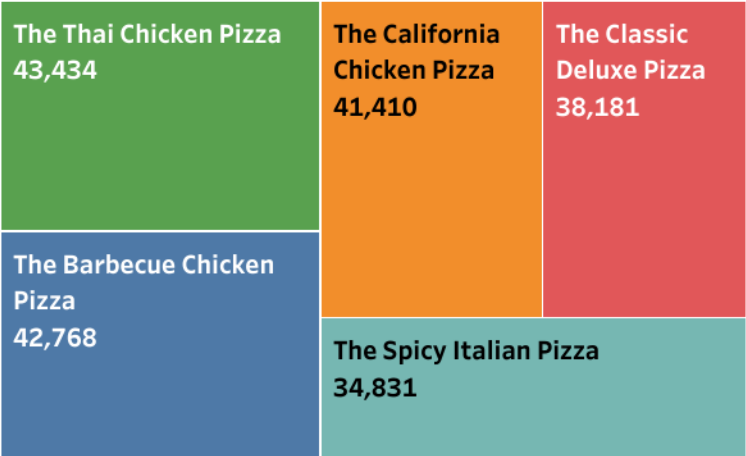 The Thai Chicken Pizza
43,434
The Barbecue Chicken
Pizza
42,768
The California
Chicken Pizza
41,410
The Classic
Deluxe Pizza
38,181
The Spicy Italian Pizza
34,831